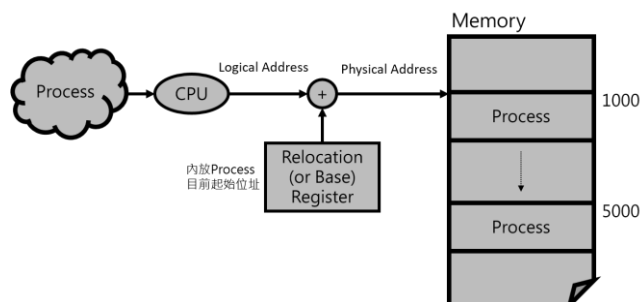 Memory
Logical Address
Physical Address
Process
CPU
+
1000
Process
內放Process
目前起始位址
Relocation
(or Base)
Register
5000
Process